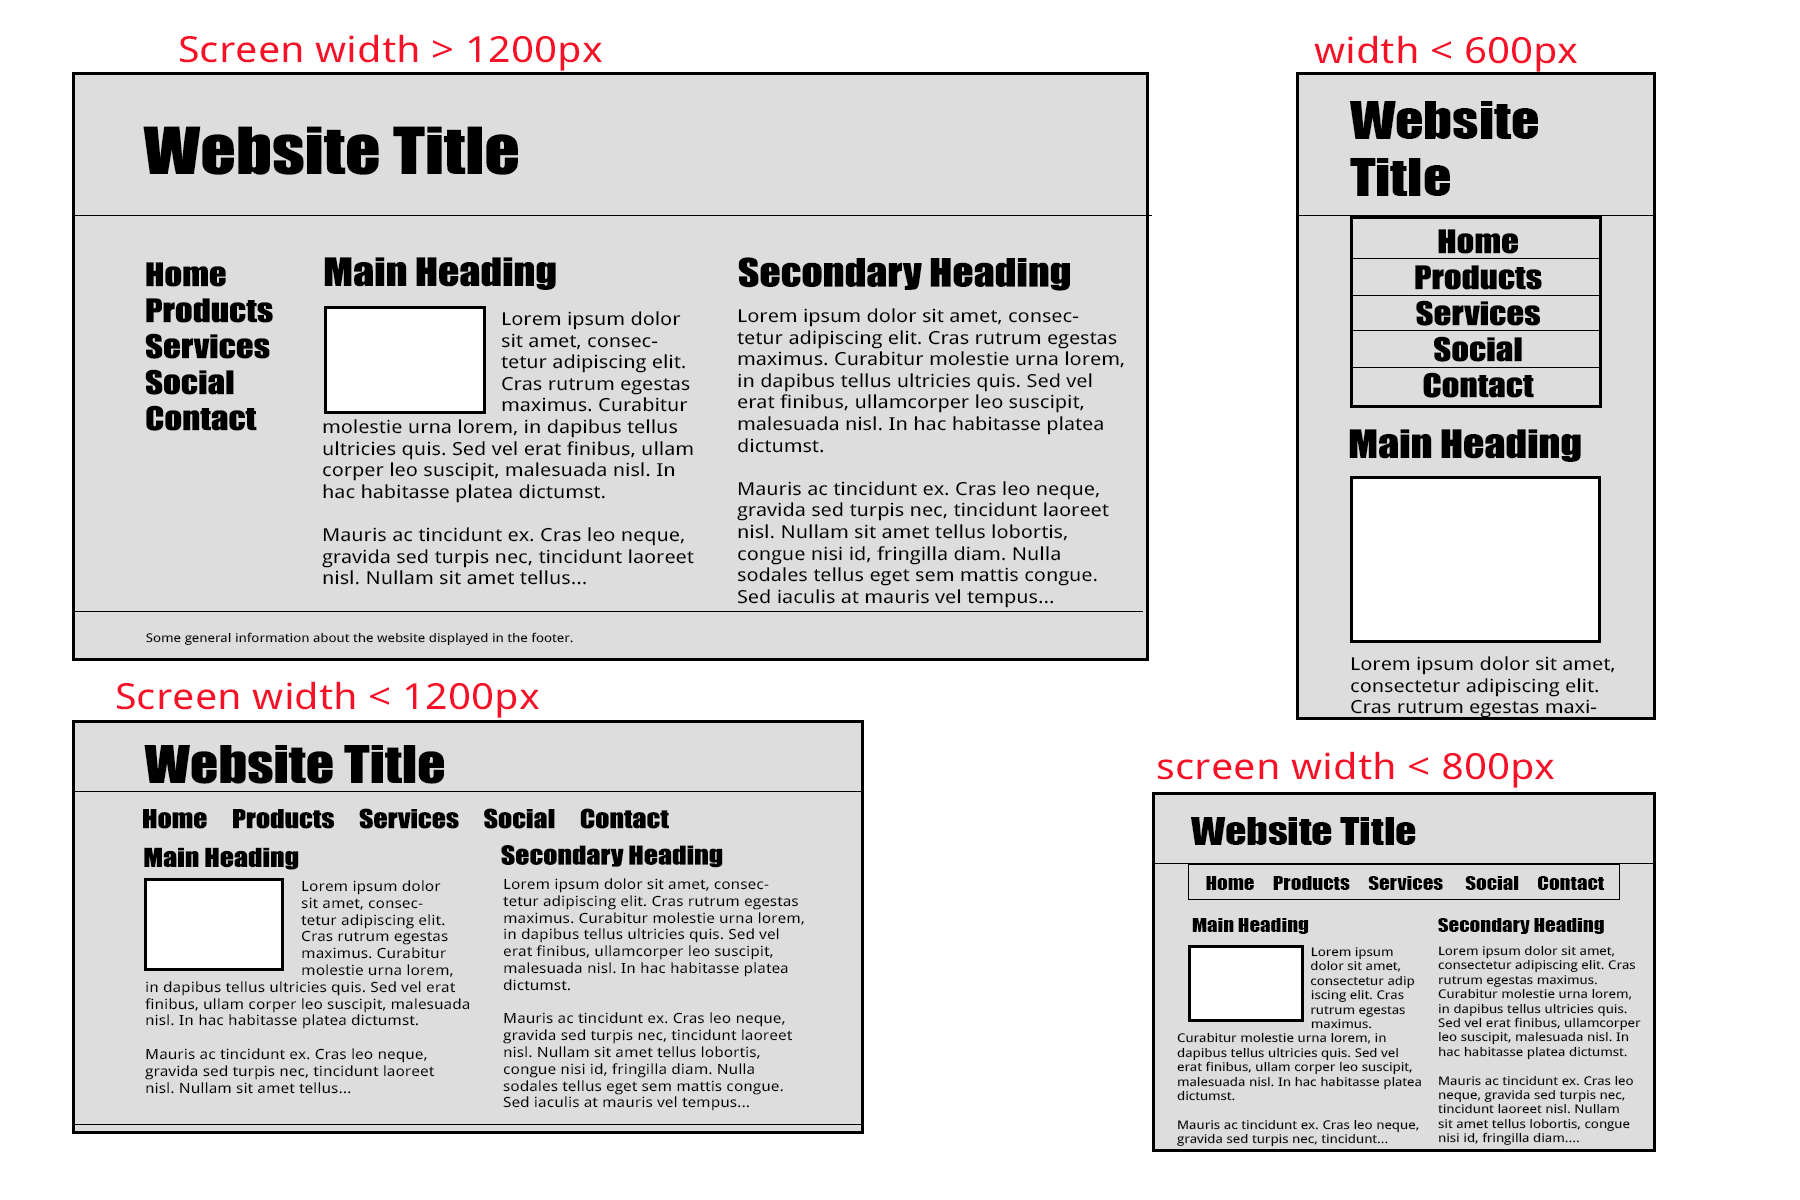 Screen width > 1200px
Website Title
Home
Products
Services
Social
Contact
Main Heading
Lorem ipsum dolor
sit amet, consec-
tetur adipiscing elit.
Cras rutrum egestas
maximus. Curabitur
molestie urna lorem, in dapibus tellus
ultricies quis. Sed vel erat finibus, ullam
corper leo suscipit, malesuada nisl. In
hac habitasse platea dictumst.
Mauris ac tincidunt ex. Cras leo neque,
gravida sed turpis nec, tincidunt laoreet
nisl. Nullam sit amet tellus...
Secondary Heading
Lorem ipsum dolor sit amet, consec-
tetur adipiscing elit. Cras rutrum egestas
maximus. Curabitur molestie urna lorem,
in dapibus tellus ultricies quis. Sed vel
erat finibus, ullamcorper leo suscipit,
malesuada nisl. In hac habitasse platea
dictumst.
Mauris ac tincidunt ex. Cras leo neque,
gravida sed turpis nec, tincidunt laoreet
nisl. Nullam sit amet tellus lobortis,
congue nisi id, fringilla diam. Nulla
sodales tellus eget sem mattis congue.
Sed iaculis at mauris vel tempus...
Some general information about the website displayed in the footer.
width < 600px
Website
Title
Home
Products
Services
Social
Contact
Main Heading
Lorem ipsum dolor sit amet,
consectetur adipiscing elit.
Cras rutrum egestas maxi-
Screen width < 1200px
Website Title
Home Products Services Social Contact
Main Heading
Lorem ipsum dolor
sit amet, consec-
tetur adipiscing elit.
Cras rutrum egestas
maximus. Curabitur
molestie urna lorem,
in dapibus tellus ultricies quis. Sed vel erat
finibus, ullam corper leo suscipit, malesuada
nisl. In hac habitasse platea dictumst.
Mauris ac tincidunt ex. Cras leo neque,
gravida sed turpis nec, tincidunt laoreet
nisl. Nullam sit amet tellus...
Secondary Heading
Lorem ipsum dolor sit amet, consec-
tetur adipiscing elit. Cras rutrum egestas
maximus. Curabitur molestie urna lorem,
in dapibus tellus ultricies quis. Sed vel
erat finibus, ullamcorper leo suscipit,
malesuada nisl. In hac habitasse platea
dictumst.
Mauris ac tincidunt ex. Cras leo neque,
gravida sed turpis nec, tincidunt laoreet
nisl. Nullam sit amet tellus lobortis,
congue nisi id, fringilla diam. Nulla
sodales tellus eget sem mattis congue.
Sed iaculis at mauris vel tempus...
screen width < 800px
Website Title
Home Products Services Social Contact
Main Heading
Lorem ipsum
dolor sit amet,
consectetur adip
iscing elit. Cras
rutrum egestas
maximus.
Curabitur molestie urna lorem, in
dapibus tellus ultricies quis. Sed vel
erat finibus, ullamcorper leo suscipit,
malesuada nisl. In hac habitasse platea
dictumst.
Mauris ac tincidunt ex. Cras leo neque,
gravida sed turpis nec, tincidunt...
Secondary Heading
Lorem ipsum dolor sit amet,
consectetur adipiscing elit. Cras
rutrum egestas maximus.
Curabitur molestie urna lorem,
in dapibus tellus ultricies quis.
Sed vel erat finibus, ullamcorper
leo suscipit, malesuada nisl. In
hac habitasse platea dictumst.
Mauris ac tincidunt ex. Cras leo
neque, gravida sed turpis nec,
tincidunt laoreet nisl. Nullam
sit amet tellus lobortis, congue
nisi id, fringilla diam....